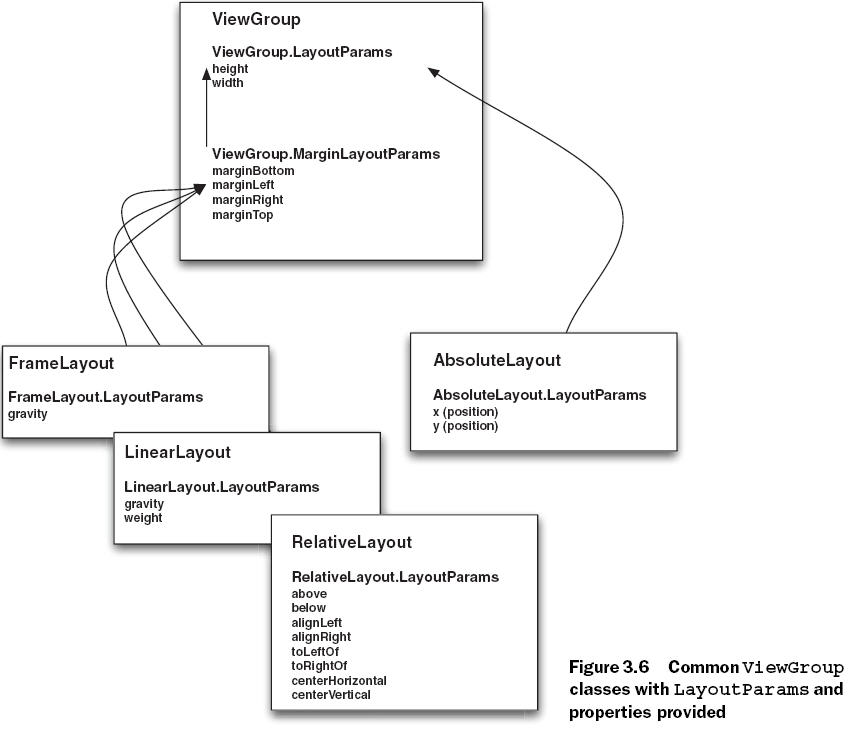 ViewGroup
ViewGroup.LayoutParams
height
width
ViewGroup.MarginLayoutParams
marginBottom
marginLeft
marginRight
marginTop
FrameLayout
FrameLayout.LayoutParams
gravity
LinearLayout
LinearLayout.LayoutParams
gravity
weight
RelativeLayout
RelativeLayout.LayoutParams
above
below
alignLeft
alignRight
toLeftOf
toRightOf
centerHorizontal
centerVertical
AbsoluteLayout
AbsoluteLayout.LayoutParams
x (position)
y (position)
Figure 3.6 Common ViewGroup
classes with LayoutParams and
properties provided